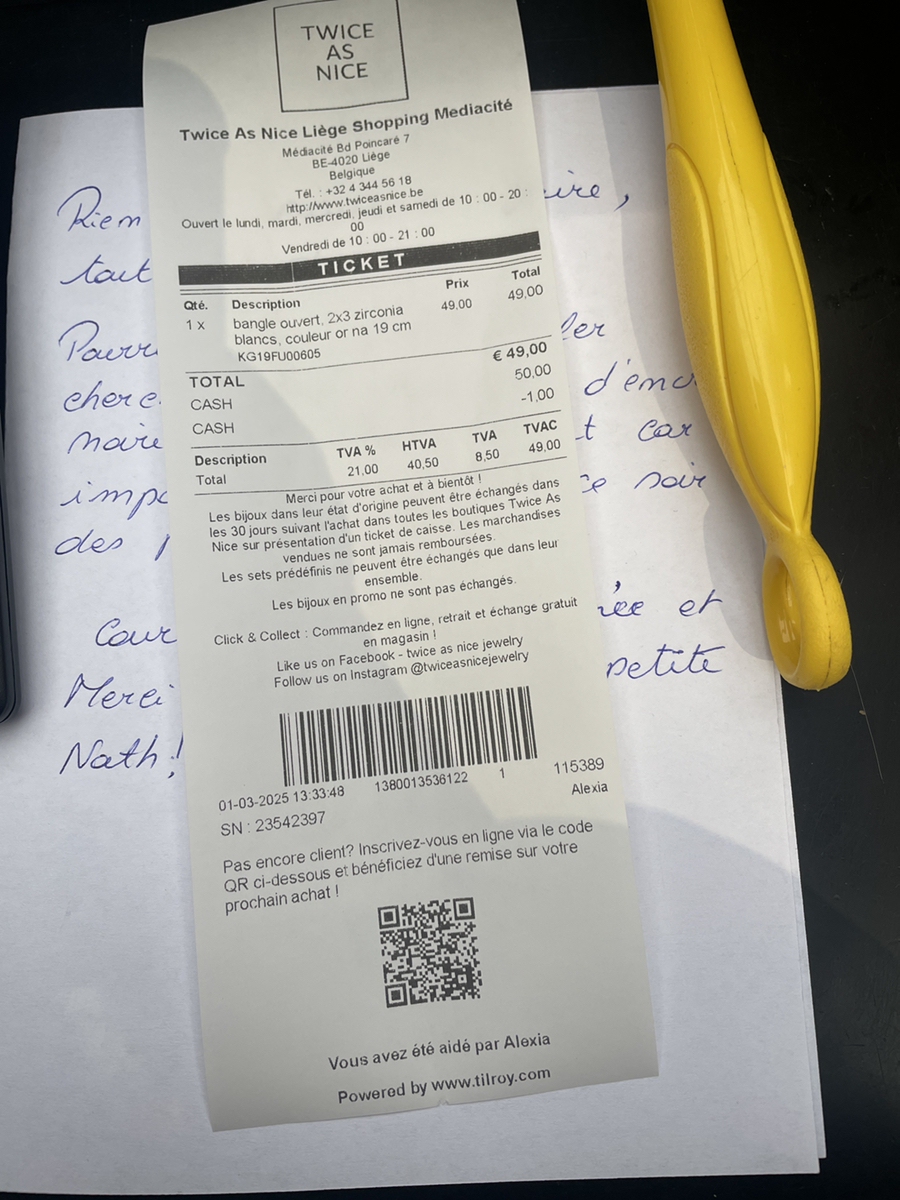 TWICE
AS
NICE
Twice As Nice Liège Shopping Mediacité
Médiacité Bd Poincaré 7
BE-4020 Liège
Belgique
Tél. : +32 4 344 56 18
http://www.twiceasnice.be
Ouvert le lundi, mardi, mercredi, jeudi et samedi de 10 : 00 - 20 :
00
Vendredi de 10 : 00 - 21 : 00
TICKET
Qté. Description Prix Total
1 x bangle ouvert, 2x3 zirconia 49,00 49,00
blancs, couleur or na 19 cm
KG19FU00605
TOTAL € 49,00
CASH 50,00
CASH -1,00
Description TVA % HTVA TVA TVAC
Total 21,00 40,50 8,50 49,00
Merci pour votre achat et à bientôt !
Les bijoux dans leur état d'origine peuvent être échangés dans
les 30 jours suivant l'achat dans toutes les boutiques Twice As
Nice sur présentation d'un ticket de caisse. Les marchandises
vendues ne sont jamais remboursées.
Les sets prédéfinis ne peuvent être échangés que dans leur
ensemble.
Les bijoux en promo ne sont pas échangés.
Click & Collect : Commandez en ligne, retrait et échange gratuit
en magasin !
Like us on Facebook - twice as nice jewelry
Follow us on Instagram @twiceasnicejewelry
01-03-2025 13:33:48 1380013536122 1 115389
SN : 23542397 Alexia
Pas encore client? Inscrivez-vous en ligne via le code
QR ci-dessous et bénéficiez d'une remise sur votre
prochain achat !
Vous avez été aidé par Alexia
Powered by www.tilroy.com
Rien
tout
cherc
d'enc
car
ce soir
des
et
Merci petite
Nath!